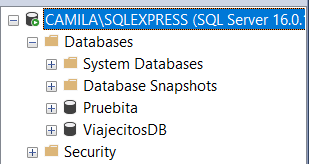 CAMILA\SQLEXPRESS (SQL Server 16.0.
Databases
System Databases
Database Snapshots
Pruebita
ViajecitosDB
Security